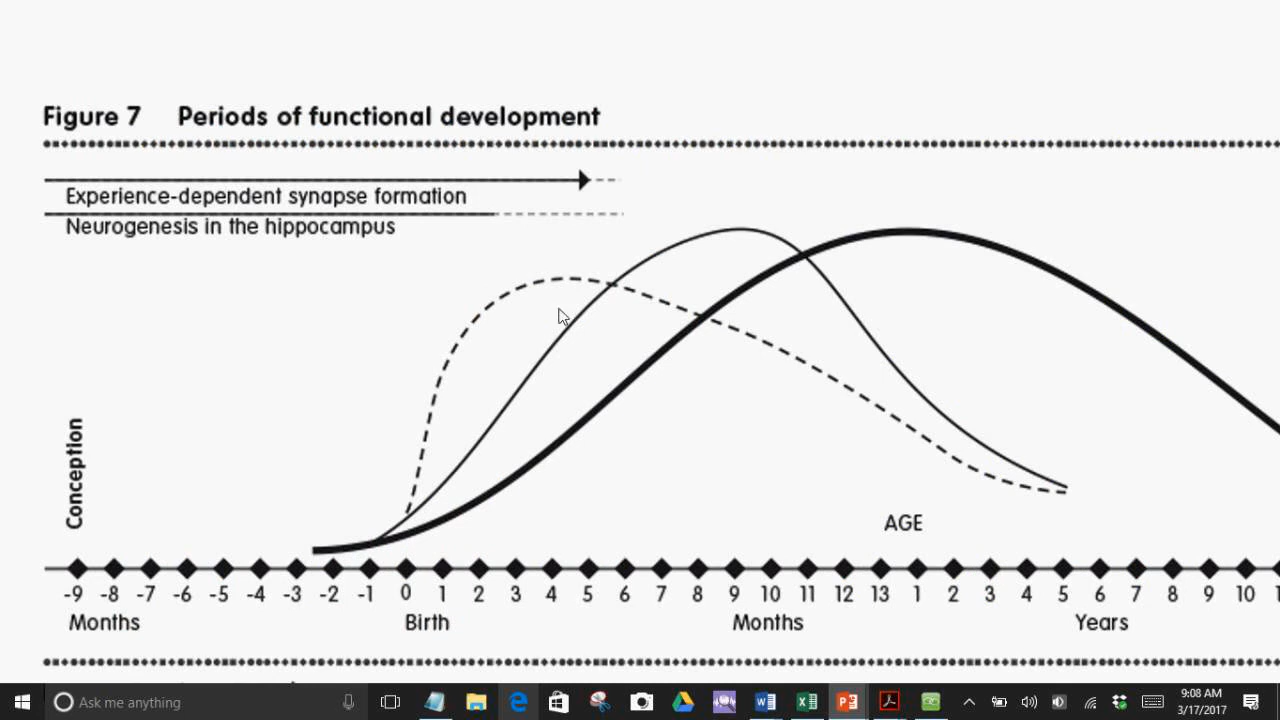 Figure 7 Periods of functional development
Experience-dependent synapse formation
Neurogenesis in the hippocampus
Conception
AGE
-9 -8 -7 -6 -5 -4 -3 -2 -1 0 1 2 3 4 5 6 7 8 9 10 11 12 13 1 2 3 4 5 6 7 8 9 10
Months Birth Months Years
Ask me anything
9:08 AM
3/17/2017